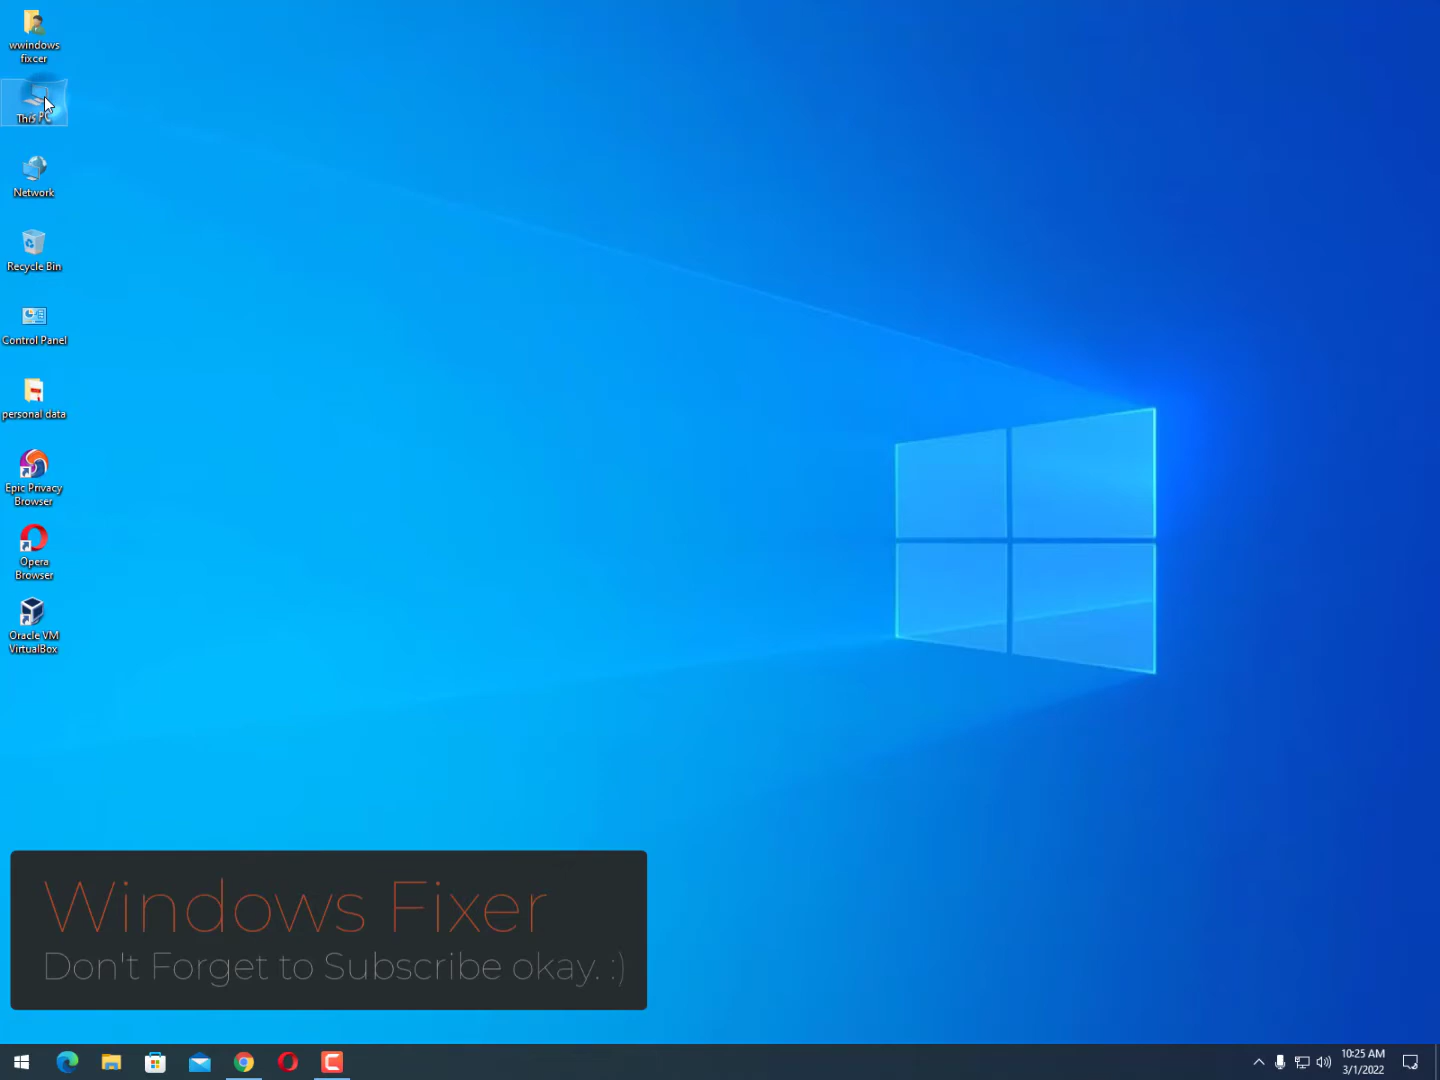 wwindows
fixcer
This PC
Network
Recycle Bin
Control Panel
personal data
Epic Privacy
Browser
Opera
Browser
Oracle VM
VirtualBox
Windows Fixer
Don't Forget to Subscribe okay. :)
10:25 AM
3/1/2022